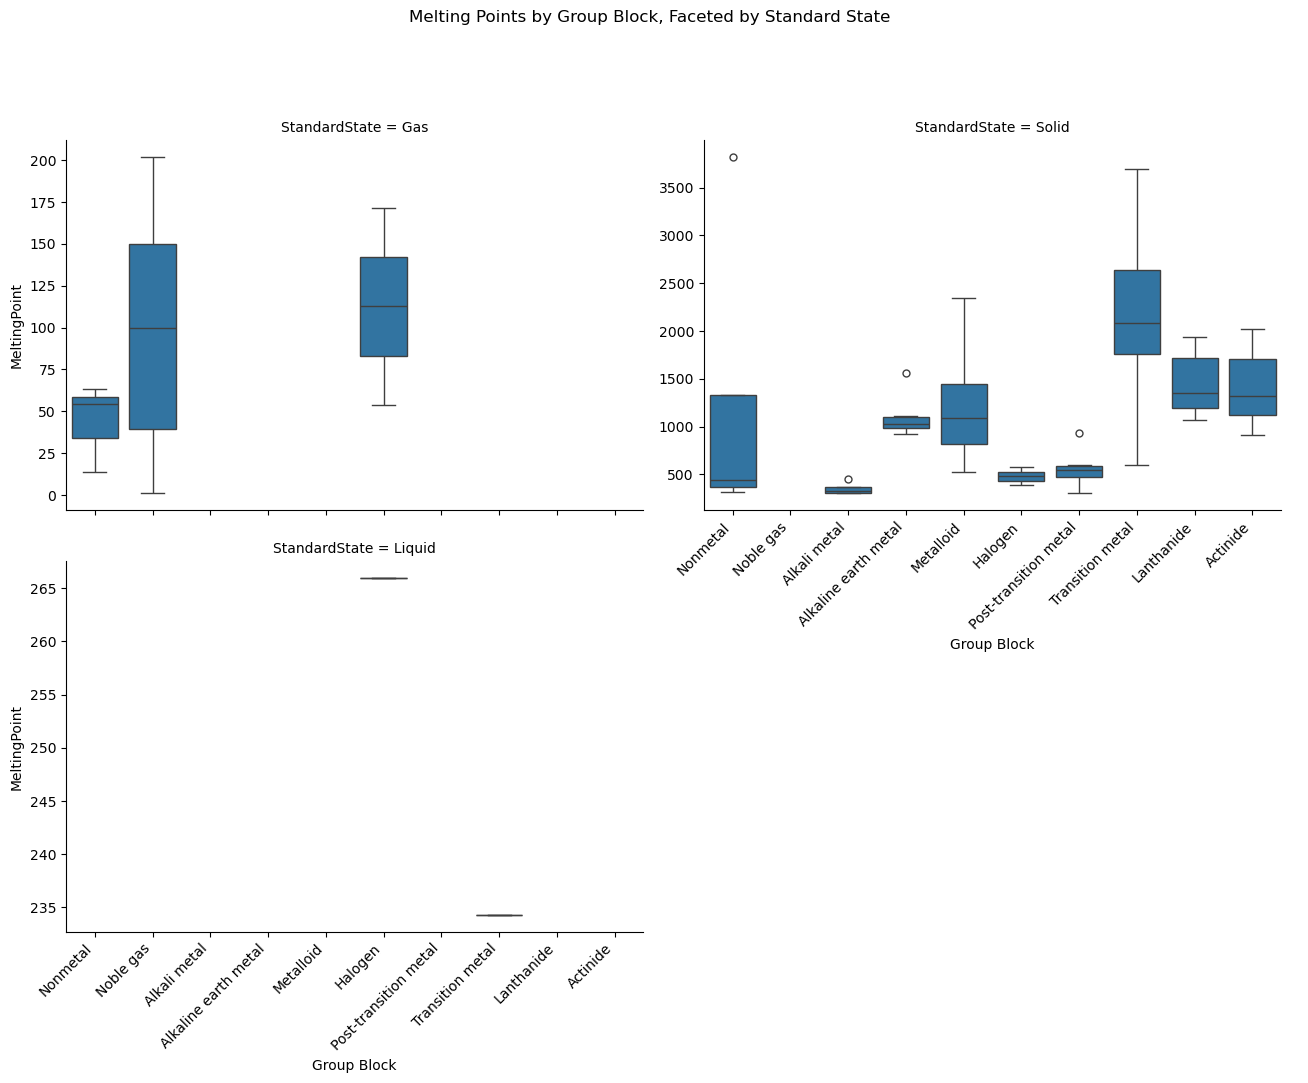 Melting Points by Group Block, Faceted by Standard State
StandardState = Gas
MeltingPoint
200
175
150
125
100
75
50
25
0
StandardState = Solid
3500
3000
2500
2000
1500
1000
500
Nonmetal
Noble gas
Alkali metal
Alkaline earth metal
Metalloid
Halogen
Post-transition metal
Transition metal
Lanthanide
Actinide
Group Block
StandardState = Liquid
MeltingPoint
265
260
255
250
245
240
235
Nonmetal
Noble gas
Alkali metal
Alkaline earth metal
Metalloid
Halogen
Post-transition metal
Transition metal
Lanthanide
Actinide
Group Block